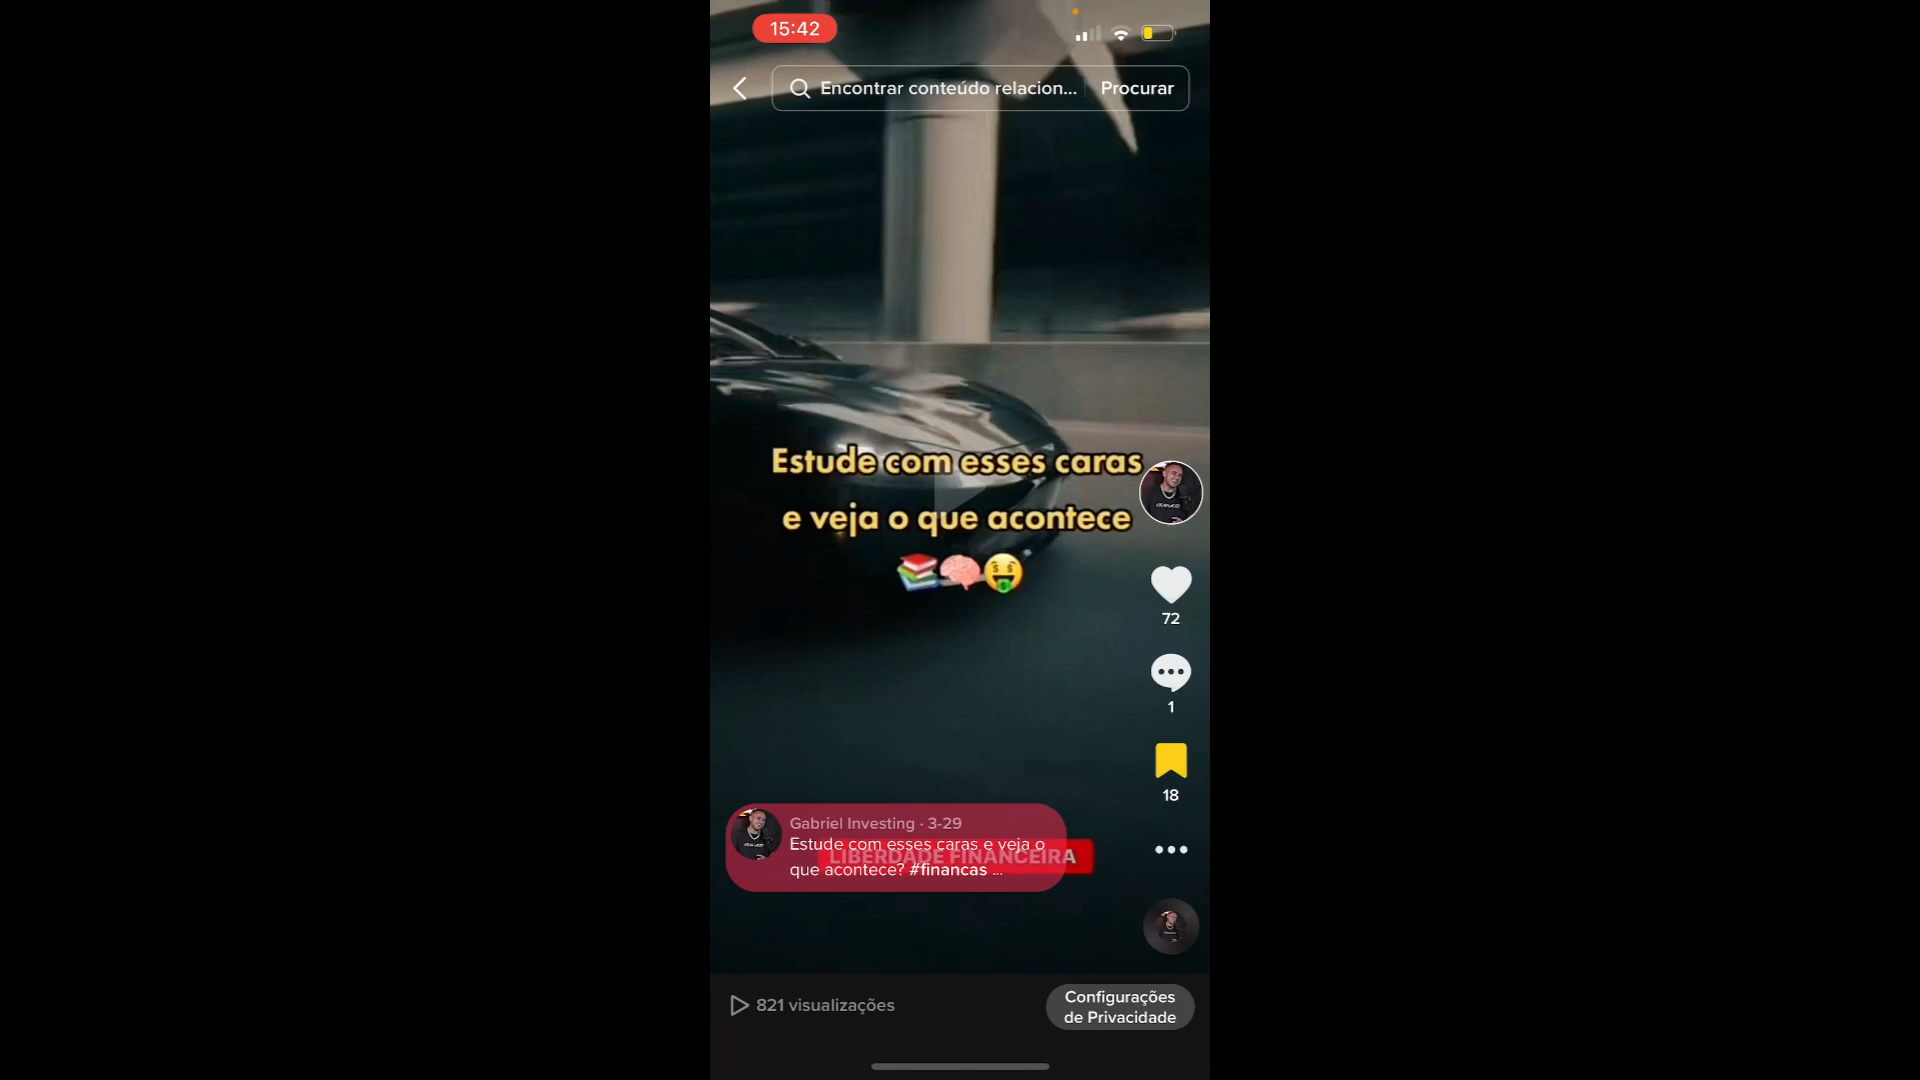 15:42
Encontrar conteúdo relacion... Procurar
Estude com esses caras
e veja o que acontece
📚🧠🤑
72
1
18
Gabriel Investing · 3-29
Estude com esses caras e veja o
LIBERDADE FINANCEIRA
que acontece? #financas ...
821 visualizações
Configurações
de Privacidade